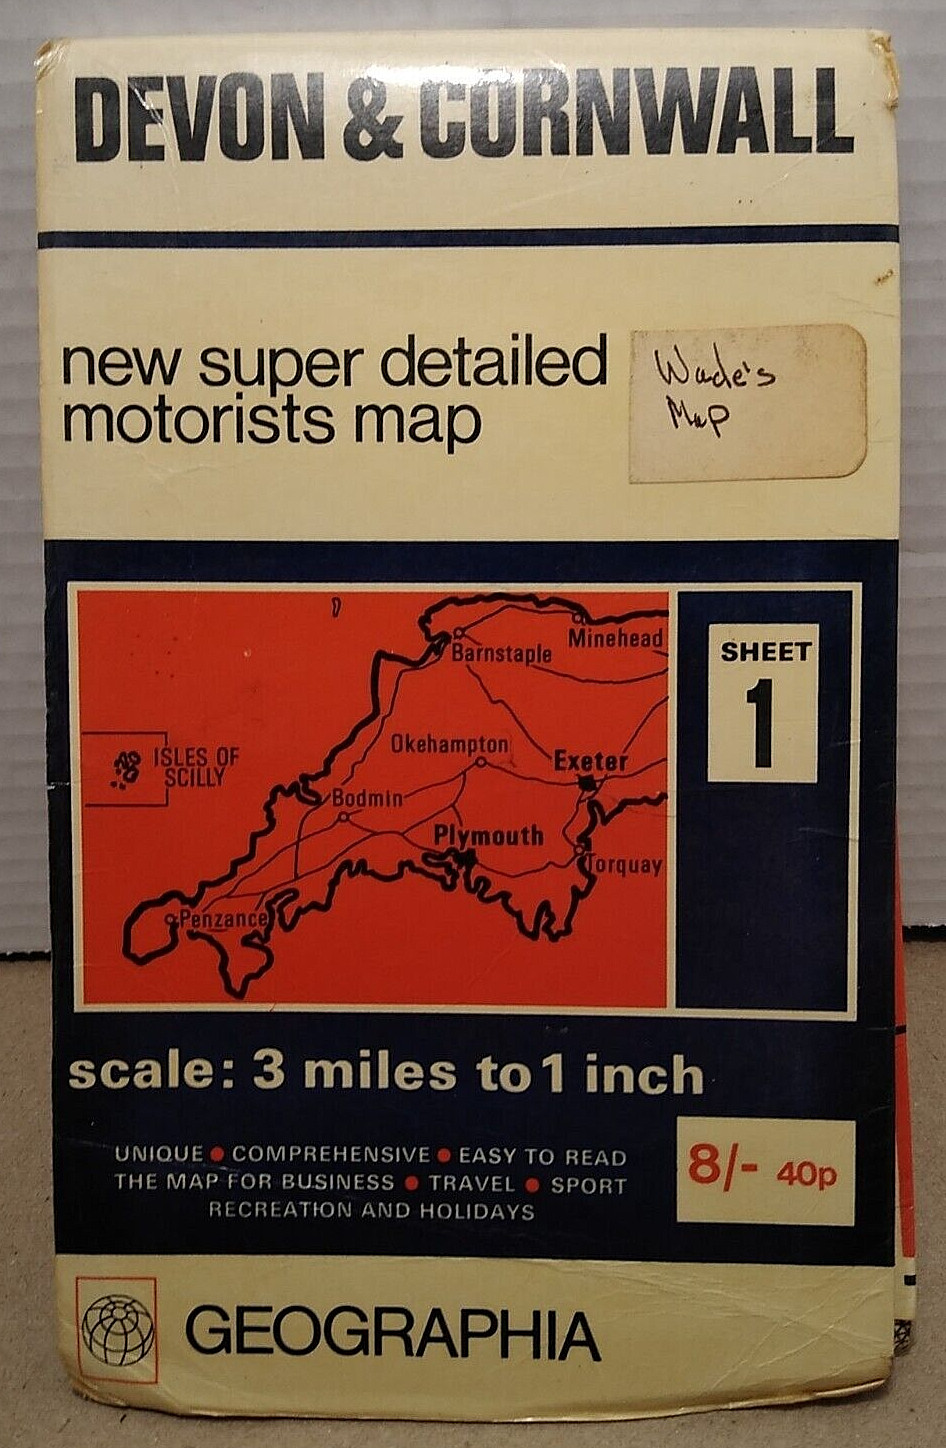 DEVON & CORNWALL
new super detailed
motorists map
Wade's
Map
Minehead
Barnstaple
ISLES OF
SCILLY
Okehampton
Exeter
Bodmin
Plymouth
Torquay
Penzance
SHEET
1
scale: 3 miles to 1 inch
UNIQUE ● COMPREHENSIVE ● EASY TO READ
THE MAP FOR BUSINESS ● TRAVEL ● SPORT
RECREATION AND HOLIDAYS
8/- 40p
GEOGRAPHIA